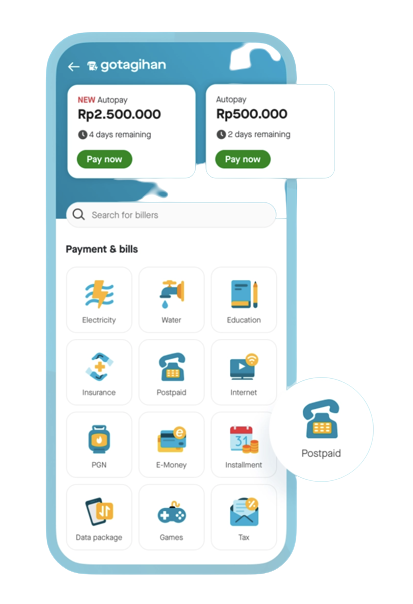 gotagihan
NEW Autopay
Rp2.500.000
4 days remaining
Pay now
Autopay
Rp500.000
2 days remaining
Pay now
Search for billers
Payment & bills
Electricity
Water
Education
Insurance
Postpaid
Internet
PGN
E-Money
31
Installment
Postpaid
Data package
Games
Tax